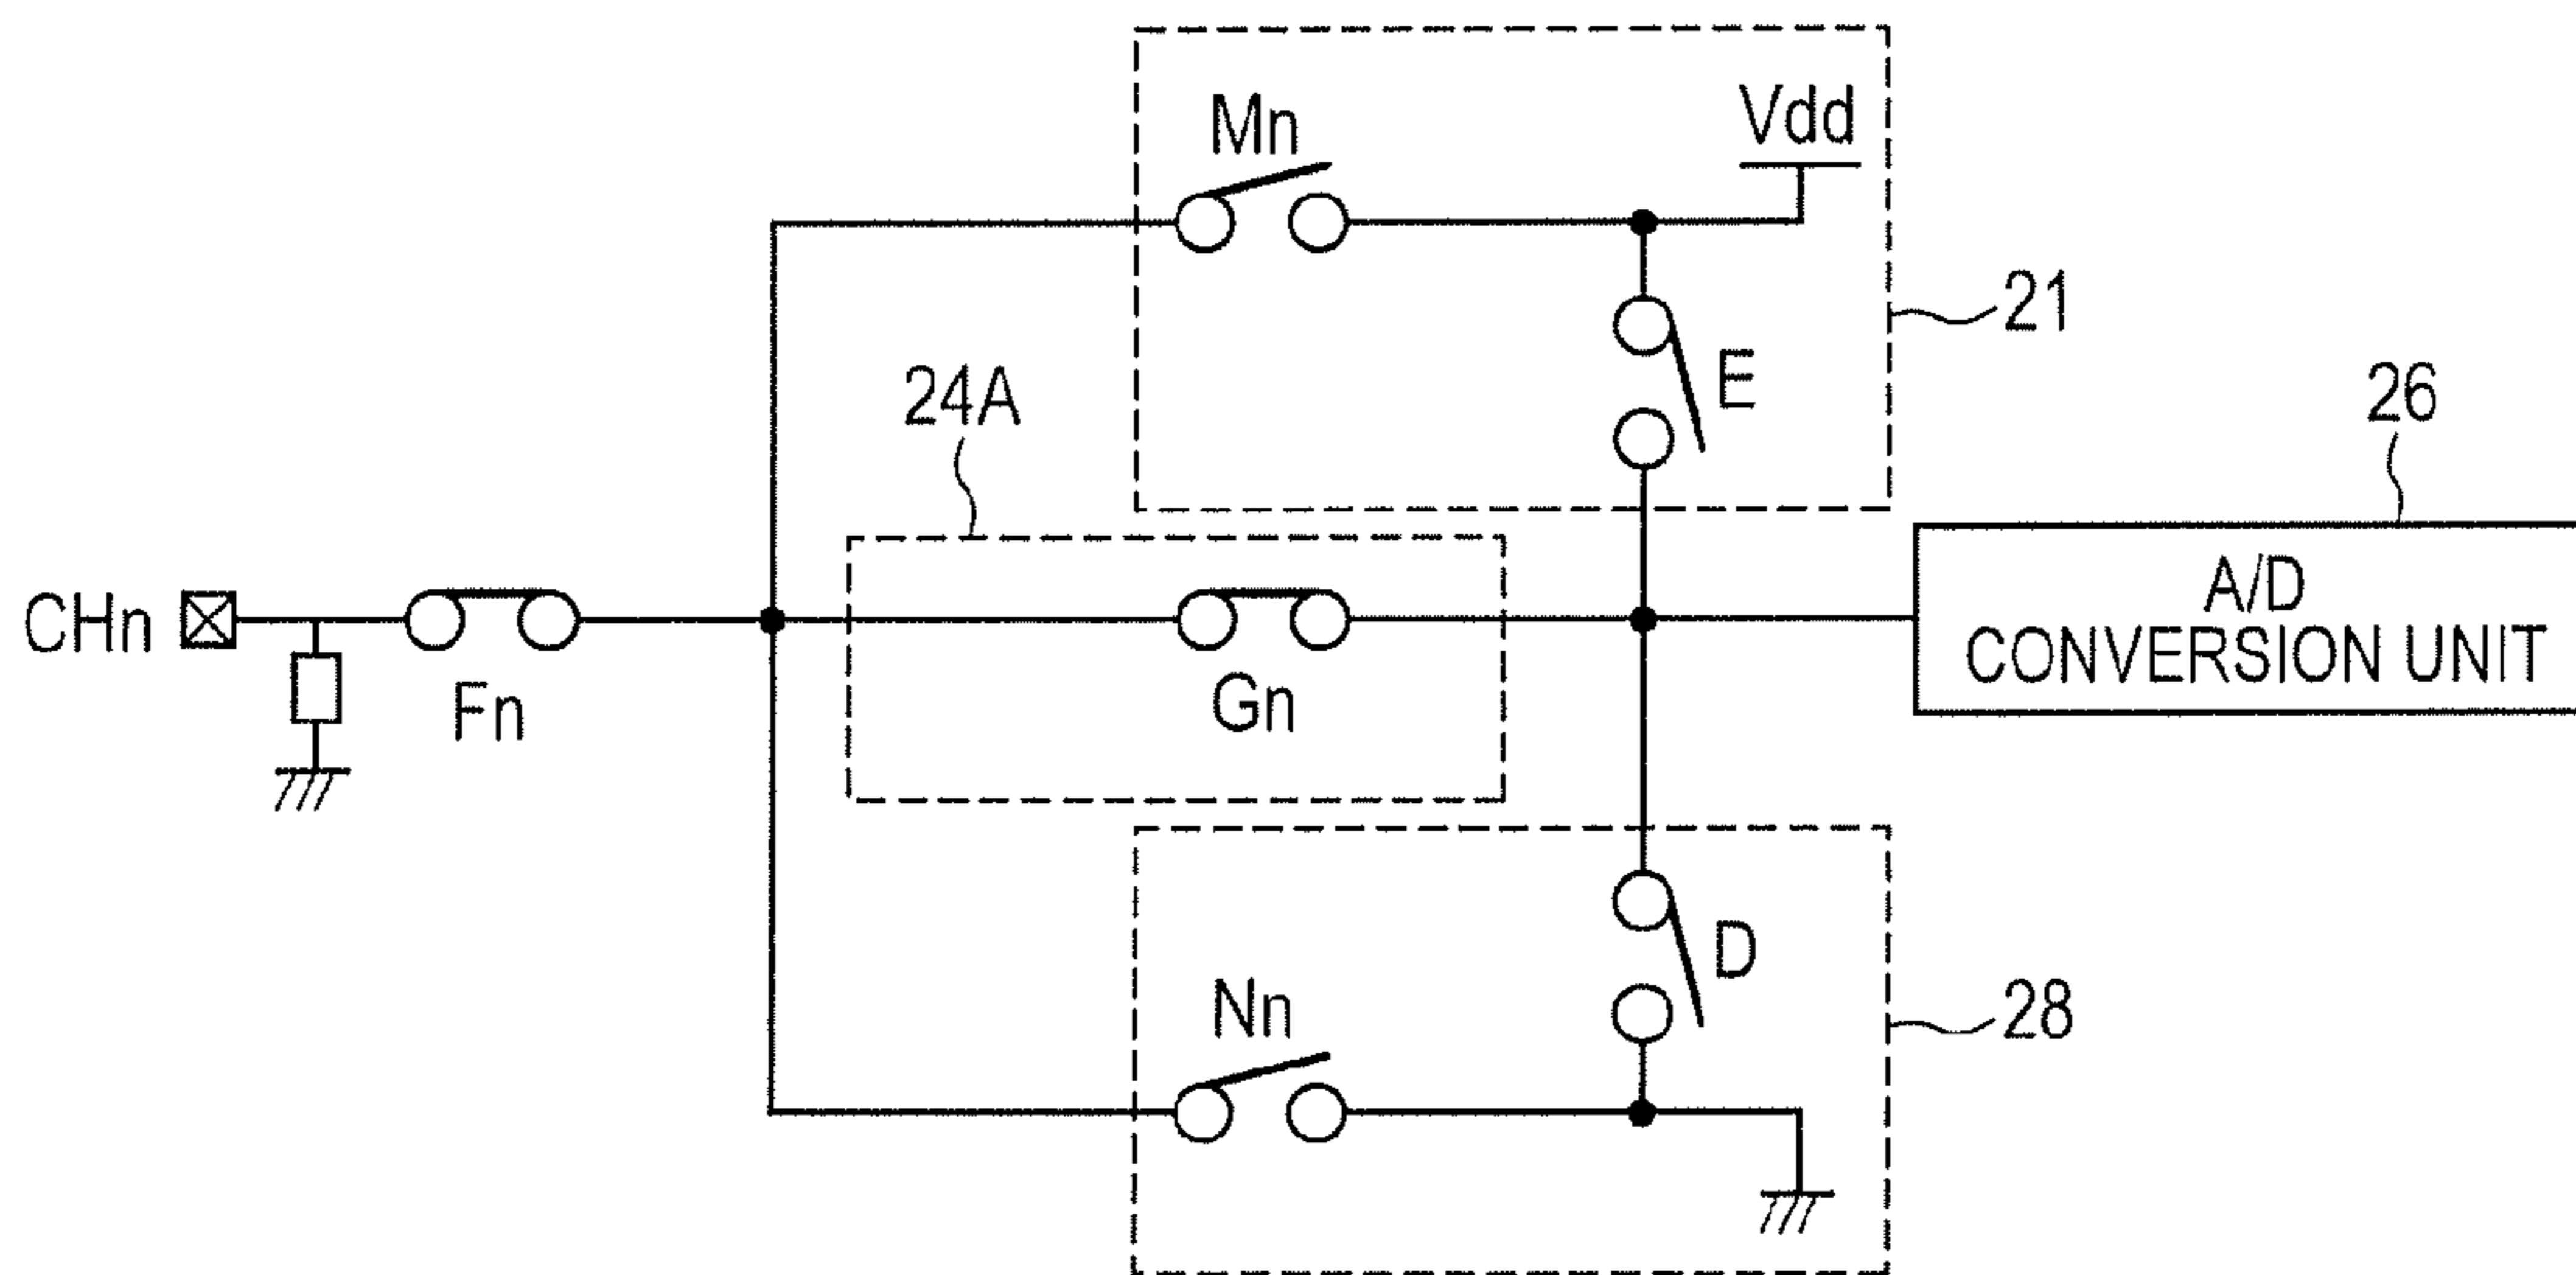 Mn
Vdd
21
E
24A
26
CHn
Fn
Gn
A/D
CONVERSION UNIT
D
Nn
28